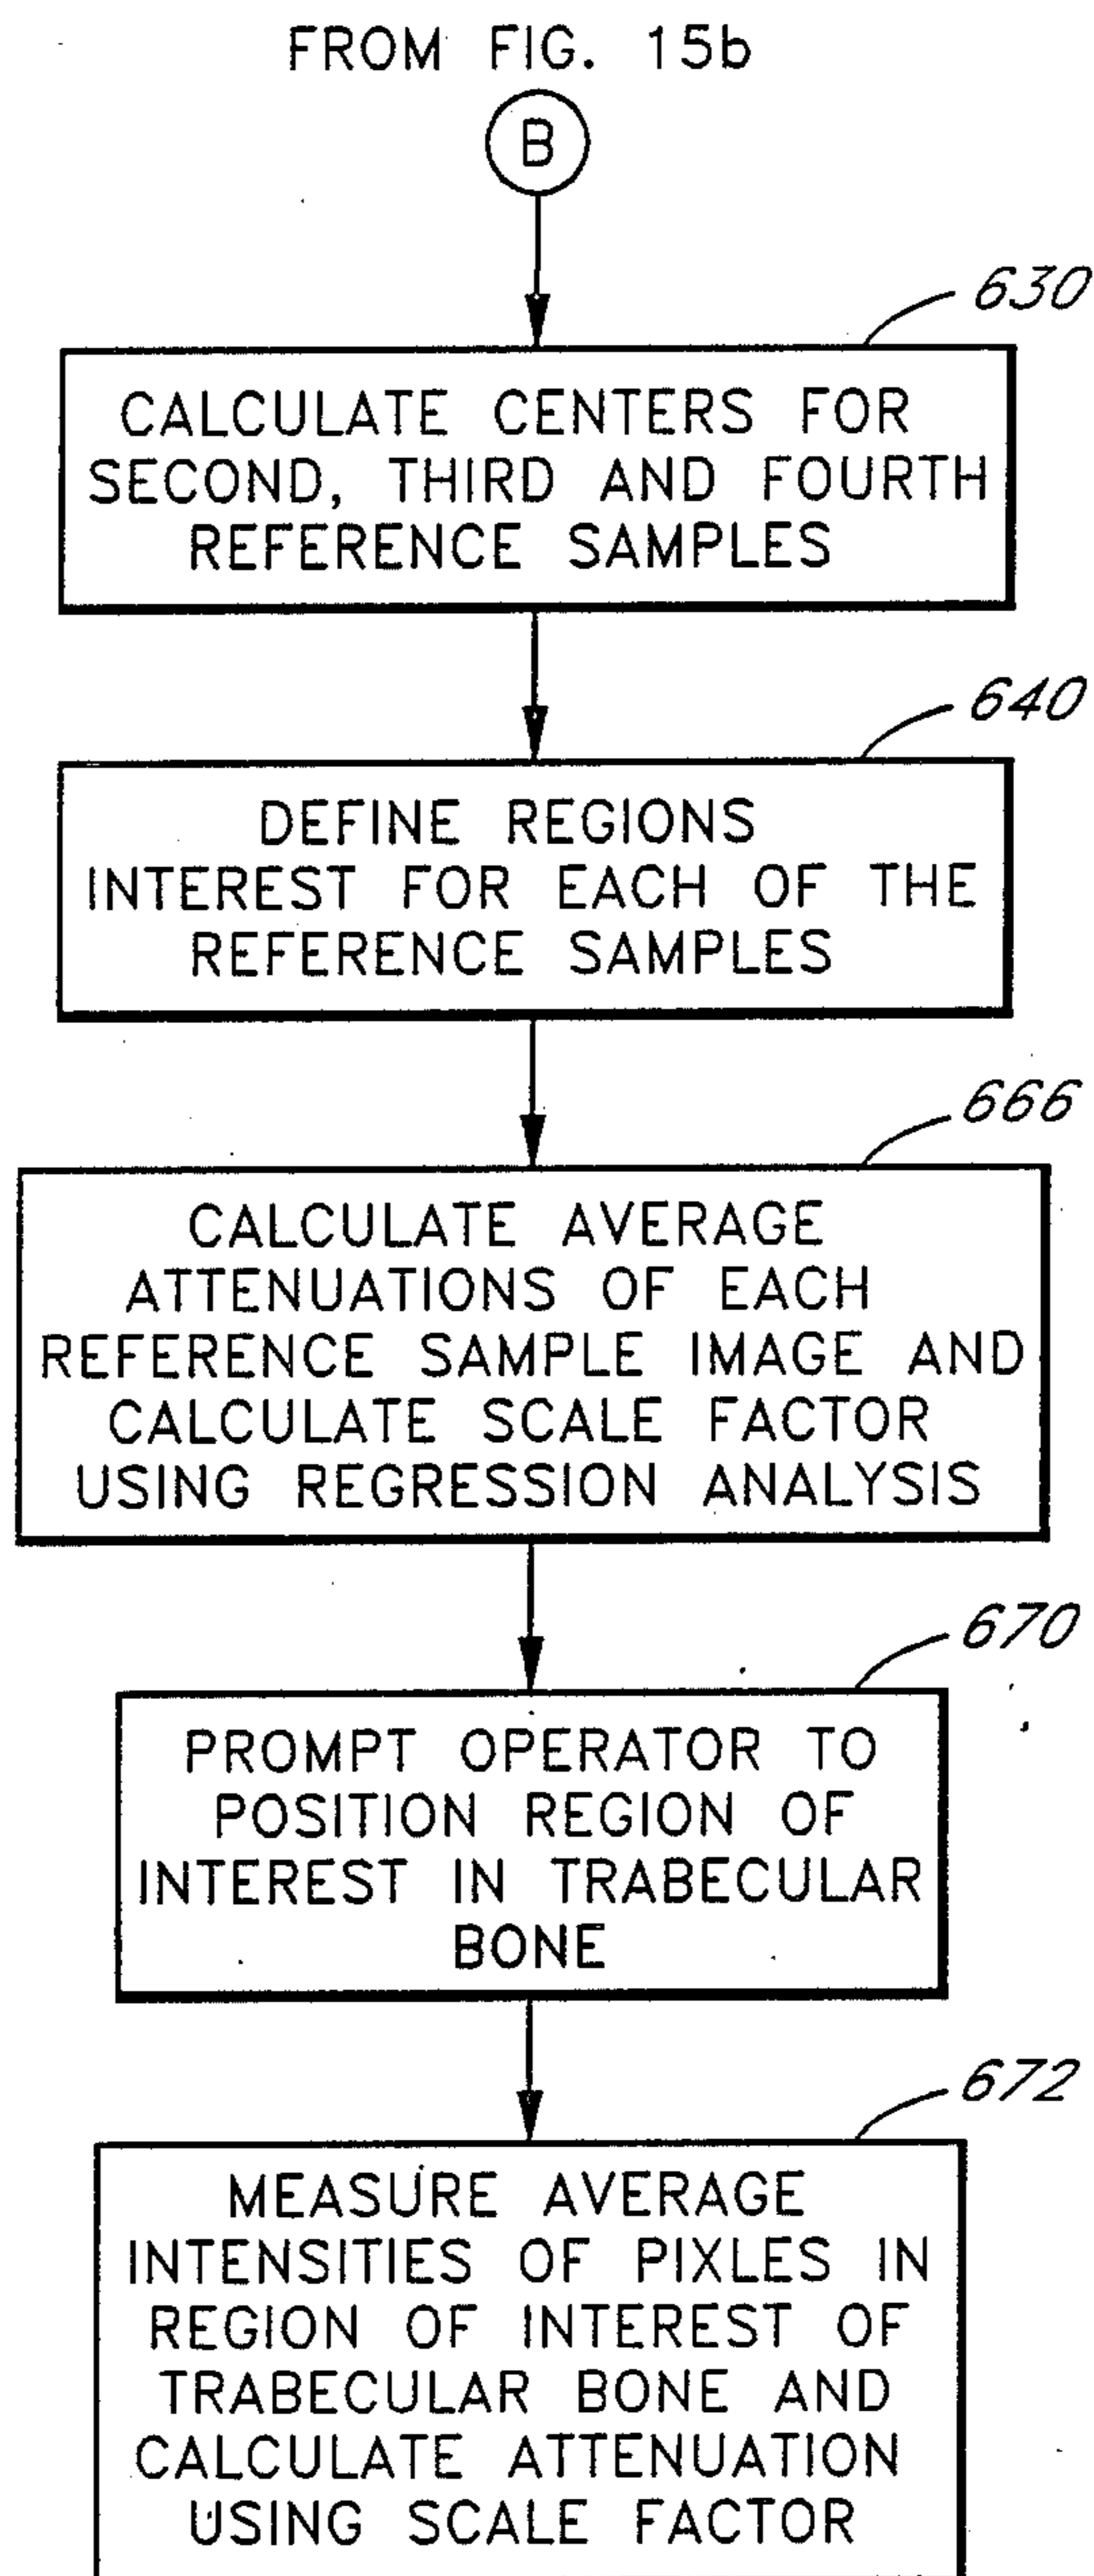 FROM FIG. 15b
B
630
CALCULATE CENTERS FOR
SECOND, THIRD AND FOURTH
REFERENCE SAMPLES
640
DEFINE REGIONS
INTEREST FOR EACH OF THE
REFERENCE SAMPLES
666
CALCULATE AVERAGE
ATTENUATIONS OF EACH
REFERENCE SAMPLE IMAGE AND
CALCULATE SCALE FACTOR
USING REGRESSION ANALYSIS
670
PROMPT OPERATOR TO
POSITION REGION OF
INTEREST IN TRABECULAR
BONE
672
MEASURE AVERAGE
INTENSITIES OF PIXLES IN
REGION OF INTEREST OF
TRABECULAR BONE AND
CALCULATE ATTENUATION
USING SCALE FACTOR